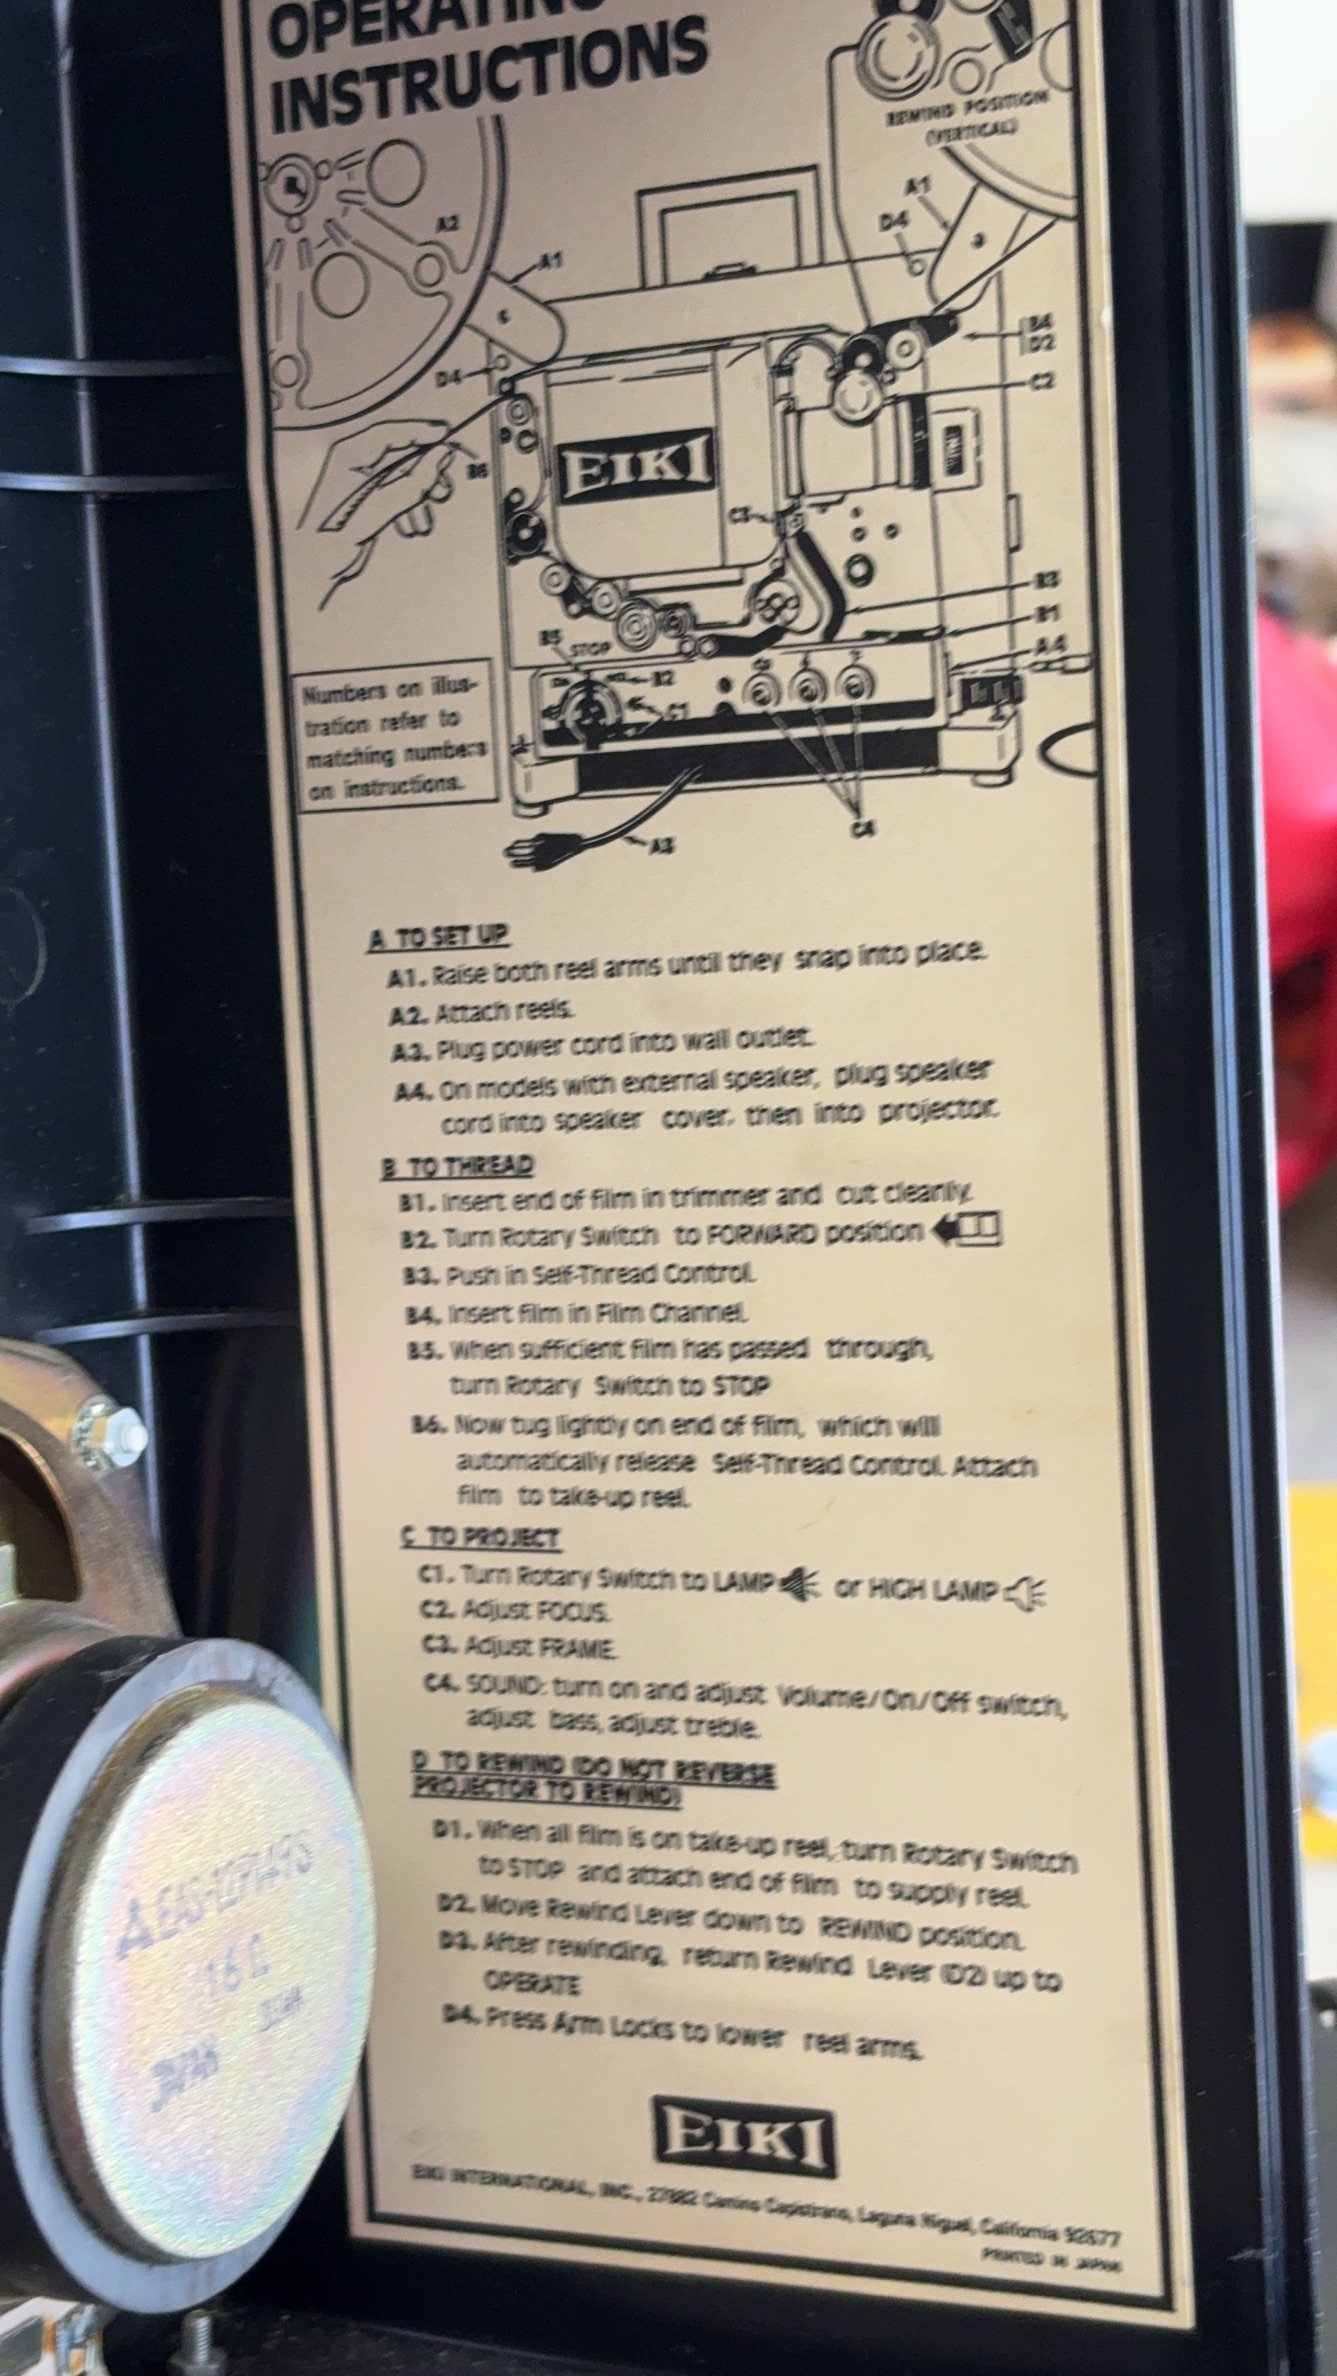 OPERATING
INSTRUCTIONS
REWIND POSITION
(VERTICAL)
A1
D4
A2
A1
B4
D2
D4
C2
B6
EIKI
C3
B3
B1
B5
STOP
A4
B2
C1
Numbers on illus-
tration refer to
matching numbers
on instructions.
C4
A3
A TO SET UP
A1. Raise both reel arms until they snap into place.
A2. Attach reels.
A3. Plug power cord into wall outlet.
A4. On models with external speaker, plug speaker
cord into speaker cover, then into projector.
B TO THREAD
B1. Insert end of film in trimmer and cut cleanly.
B2. Turn Rotary Switch to FORWARD position
B3. Push in Self-Thread Control.
B4. Insert film in Film Channel.
B5. When sufficient film has passed through,
turn Rotary Switch to STOP
B6. Now tug lightly on end of film, which will
automatically release Self-Thread Control. Attach
film to take-up reel.
C TO PROJECT
C1. Turn Rotary Switch to LAMP or HIGH LAMP
C2. Adjust FOCUS.
C3. Adjust FRAME.
C4. SOUND: turn on and adjust Volume/On/Off switch,
adjust bass, adjust treble.
D TO REWIND (DO NOT REVERSE
PROJECTOR TO REWIND)
D1. When all film is on take-up reel, turn Rotary Switch
to STOP and attach end of film to supply reel.
D2. Move Rewind Lever down to REWIND position.
D3. After rewinding, return Rewind Lever (D2) up to
OPERATE
D4. Press Arm Locks to lower reel arms.
EIKI
EIKI INTERNATIONAL, INC., 27882 Camino Capistrano, Laguna Niguel, California 92677
PRINTED IN JAPAN
JAPAN